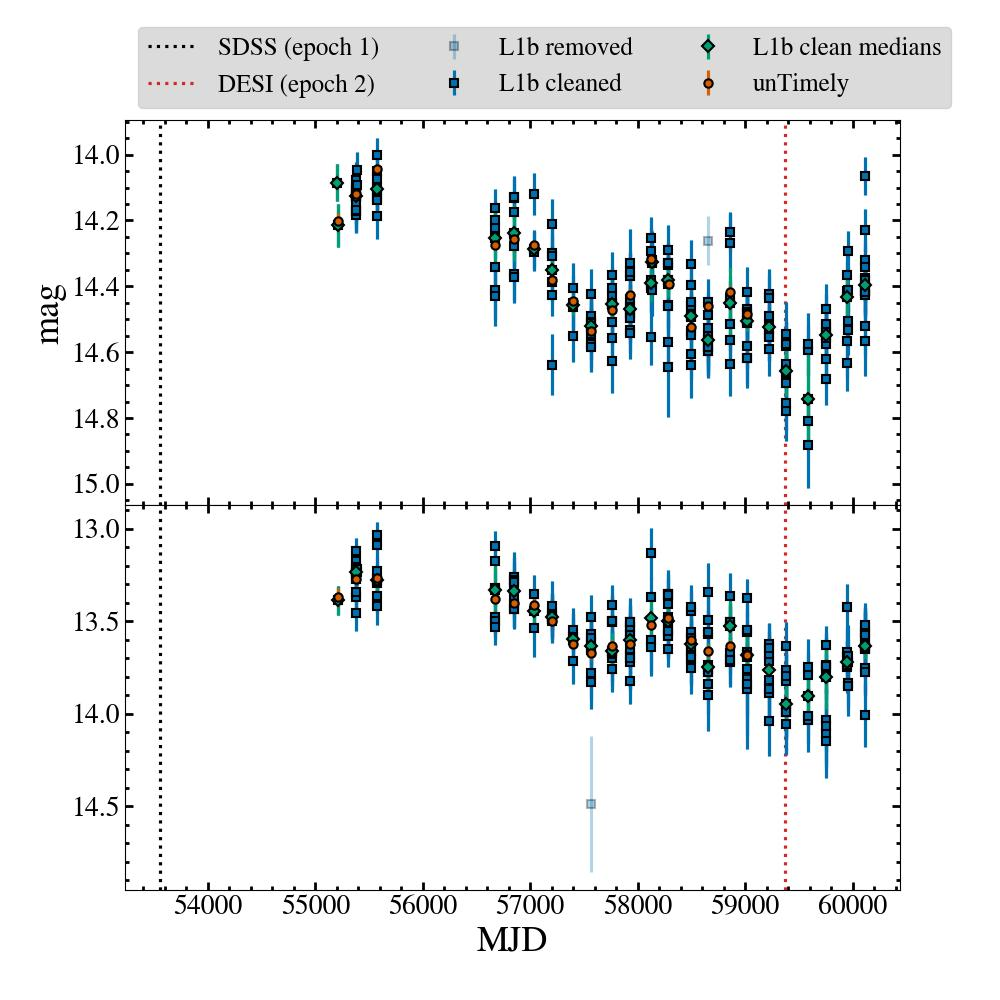 SDSS (epoch 1) L1b removed L1b clean medians
DESI (epoch 2) L1b cleaned unTimely
14.0
14.2
14.4
mag
14.6
14.8
15.0
13.0
13.5
14.0
14.5
54000 55000 56000 57000 58000 59000 60000
MJD